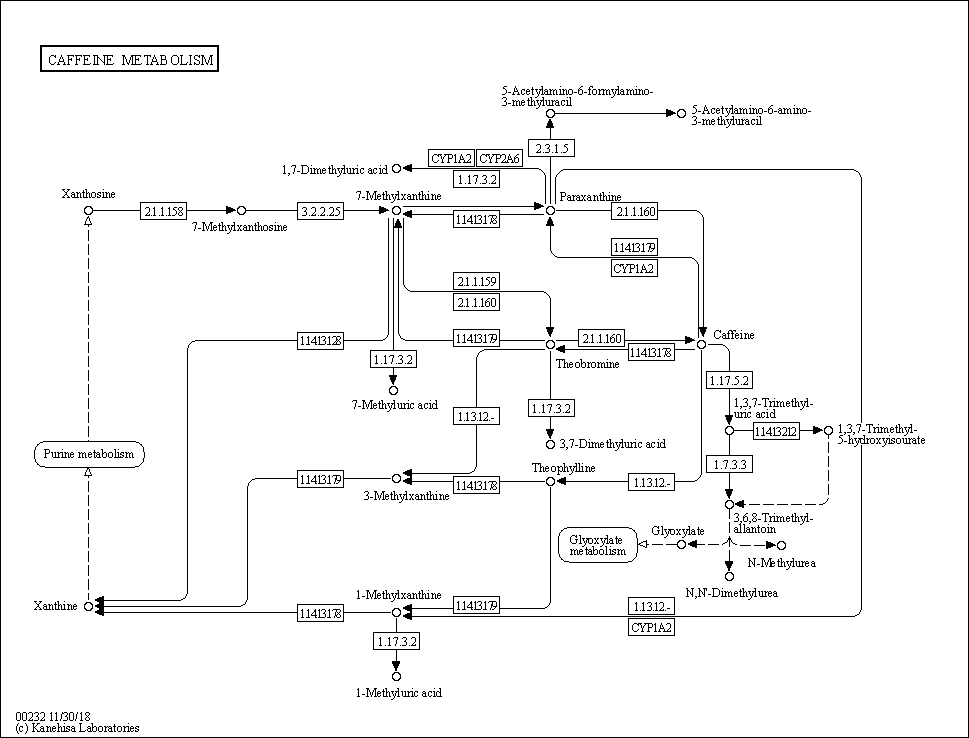 CAFFEINE METABOLISM
5-Acetylamino-6-formylamino-
3-methyluracil
5-Acetylamino-6-amino-
3-methyluracil
2.3.1.5
CYP1A2
CYP2A6
1,7-Dimethyluric acid
1.17.3.2
Xanthosine
7-Methylxanthine
Paraxanthine
2.1.1.158
3.2.2.25
2.1.1.160
7-Methylxanthosine
1.14.13.178
1.14.13.179
CYP1A2
2.1.1.159
2.1.1.160
1.14.13.128
1.14.13.179
2.1.1.160
Caffeine
1.14.13.178
1.17.3.2
Theobromine
1.17.5.2
7-Methyluric acid
1.13.12.-
1.17.3.2
1,3,7-Trimethyl-
uric acid
1.14.13.212
1,3,7-Trimethyl-
5-hydroxyisourate
3,7-Dimethyluric acid
Purine metabolism
Theophylline
1.7.3.3
1.14.13.179
3-Methylxanthine
1.14.13.178
1.13.12.-
3,6,8-Trimethyl-
allantoin
Glyoxylate
metabolism
Glyoxylate
N-Methylurea
N,N'-Dimethylurea
1-Methylxanthine
Xanthine
1.14.13.178
1.14.13.179
1.13.12.-
CYP1A2
1.17.3.2
1-Methyluric acid
00232 11/30/18
(c) Kanehisa Laboratories